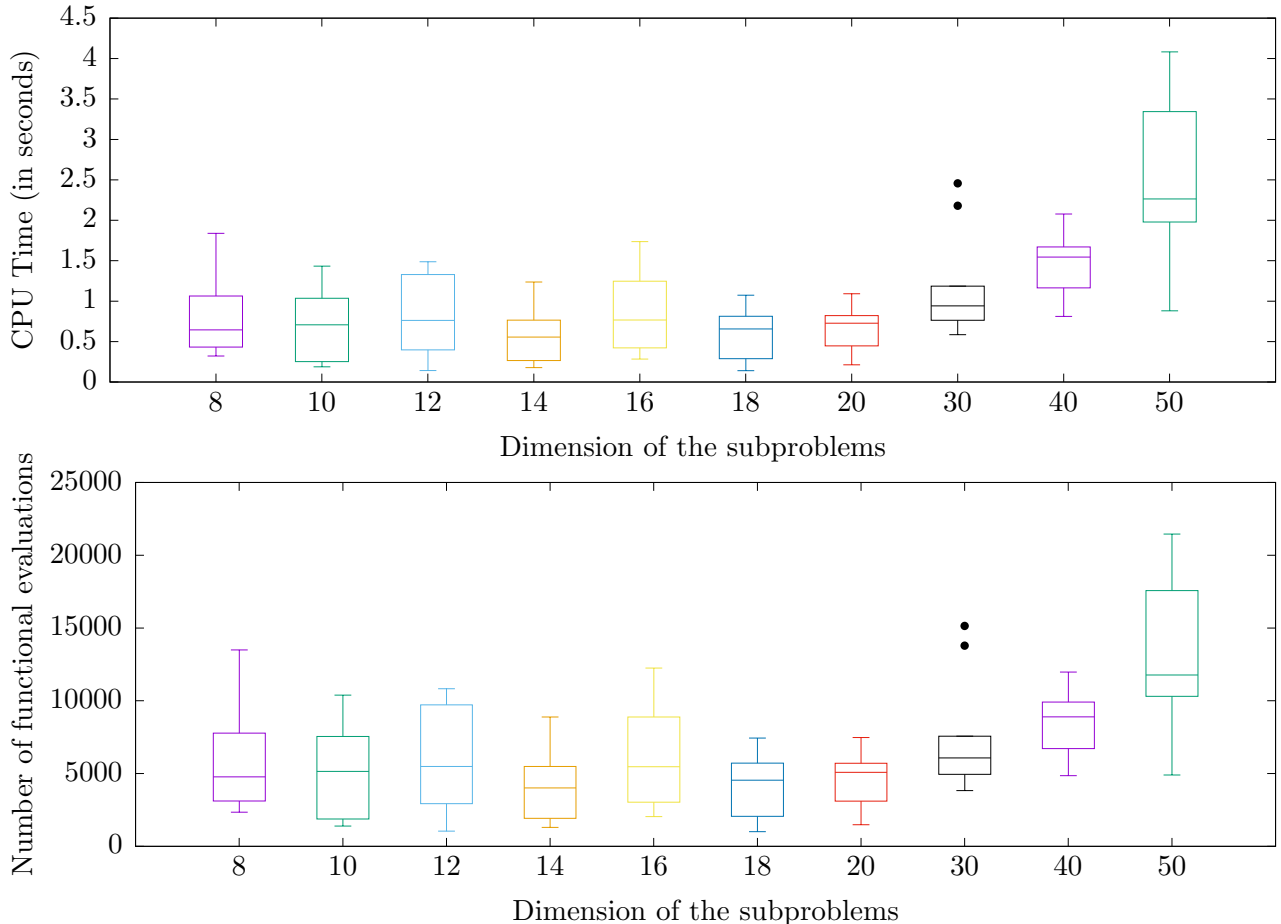 CPU Time (in seconds)
4.5
4
3.5
3
2.5
2
1.5
1
0.5
0
8 10 12 14 16 18 20 30 40 50
Dimension of the subproblems
Number of functional evaluations
25000
20000
15000
10000
5000
0
8 10 12 14 16 18 20 30 40 50
Dimension of the subproblems